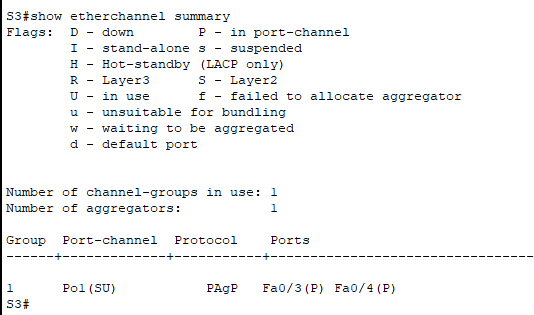 S3#show etherchannel summary
Flags:  D - down        P - in port-channel
        I - stand-alone s - suspended
        H - Hot-standby (LACP only)
        R - Layer3      S - Layer2
        U - in use      f - failed to allocate aggregator
        u - unsuitable for bundling
        w - waiting to be aggregated
        d - default port
Number of channel-groups in use: 1
Number of aggregators:           1
Group  Port-channel  Protocol    Ports
------+-------------+-----------+----------------------------------
1      Po1(SU)           PAgP   Fa0/3(P) Fa0/4(P)
S3#